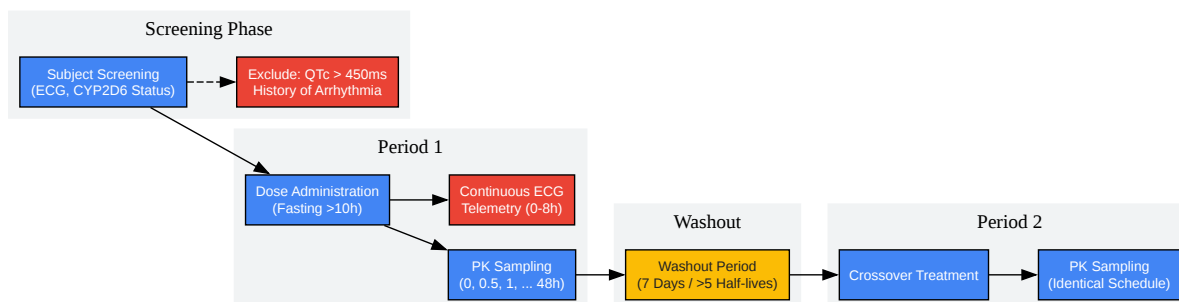 Screening Phase
Subject Screening
(ECG, CYP2D6 Status)
Exclude: QTc > 450ms
History of Arrhythmia
Period 1
Dose Administration
(Fasting >10h)
Continuous ECG
Telemetry (0-8h)
PK Sampling
(0, 0.5, 1, ... 48h)
Washout
Washout Period
(7 Days / >5 Half-lives)
Period 2
Crossover Treatment
PK Sampling
(Identical Schedule)